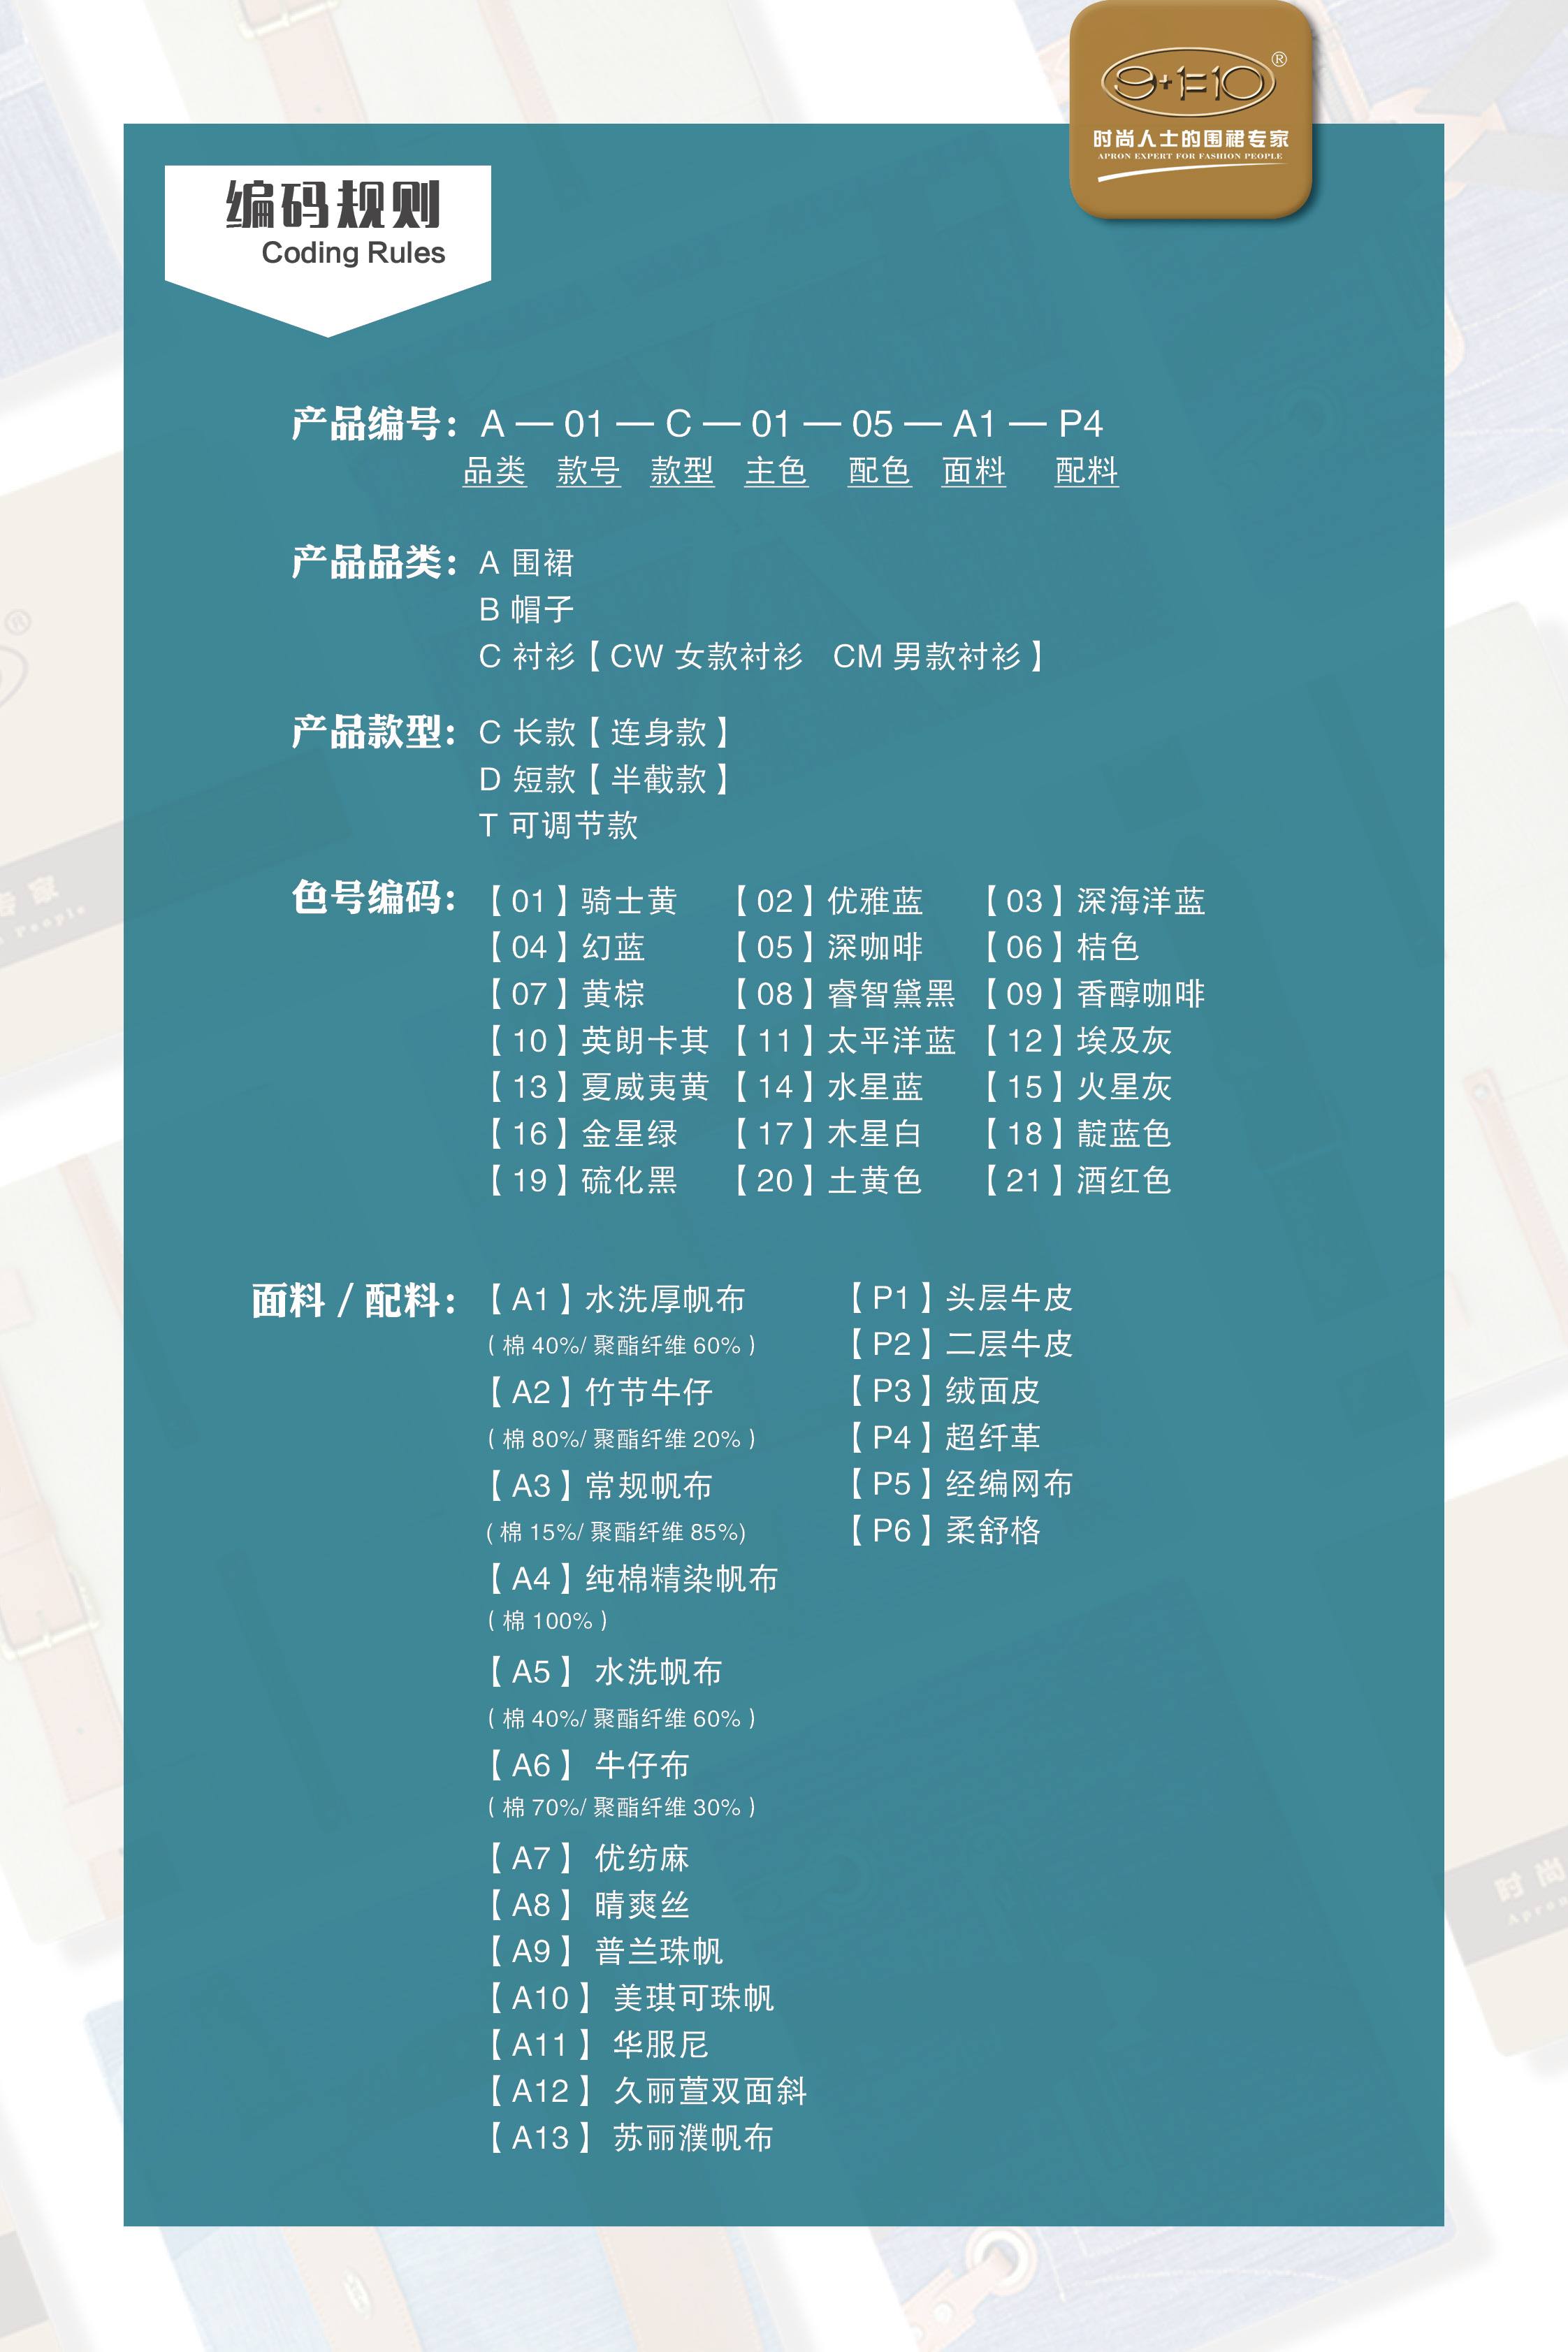 9+1=10®
时尚人士的围裙专家
APRON EXPERT FOR FASHION PEOPLE
编码规则
Coding Rules
产品编号： A — 01 — C — 01 — 05 — A1 — P4
品类 款号 款型 主色 配色 面料 配料
产品品类： A 围裙
B 帽子
C 衬衫【 CW 女款衬衫 CM 男款衬衫 】
产品款型： C 长款【 连身款 】
D 短款【 半截款 】
T 可调节款
色号编码： 【 01 】骑士黄 【 02 】优雅蓝 【 03 】深海洋蓝
【 04 】幻蓝 【 05 】深咖啡 【 06 】桔色
【 07 】黄棕 【 08 】睿智黛黑 【 09 】香醇咖啡
【 10 】英朗卡其 【 11 】太平洋蓝 【 12 】埃及灰
【 13 】夏威夷黄 【 14 】水星蓝 【 15 】火星灰
【 16 】金星绿 【 17 】木星白 【 18 】靛蓝色
【 19 】硫化黑 【 20 】土黄色 【 21 】酒红色
面料 / 配料： 【 A1 】水洗厚帆布 【 P1 】头层牛皮
（ 棉 40%/ 聚酯纤维 60% ） 【 P2 】二层牛皮
【 A2 】竹节牛仔 【 P3 】绒面皮
（ 棉 80%/ 聚酯纤维 20% ） 【 P4 】超纤革
【 A3 】常规帆布 【 P5 】经编网布
( 棉 15%/ 聚酯纤维 85%) 【 P6 】柔舒格
【 A4 】纯棉精染帆布
（ 棉 100% ）
【 A5 】 水洗帆布
（ 棉 40%/ 聚酯纤维 60% ）
【 A6 】 牛仔布
（ 棉 70%/ 聚酯纤维 30% ）
【 A7 】 优纺麻
【 A8 】 晴爽丝
【 A9 】 普兰珠帆
【 A10 】 美琪可珠帆
【 A11 】 华服尼
【 A12 】 久丽萱双面斜
【 A13 】 苏丽濮帆布
®
专家
People
时尚
Apron